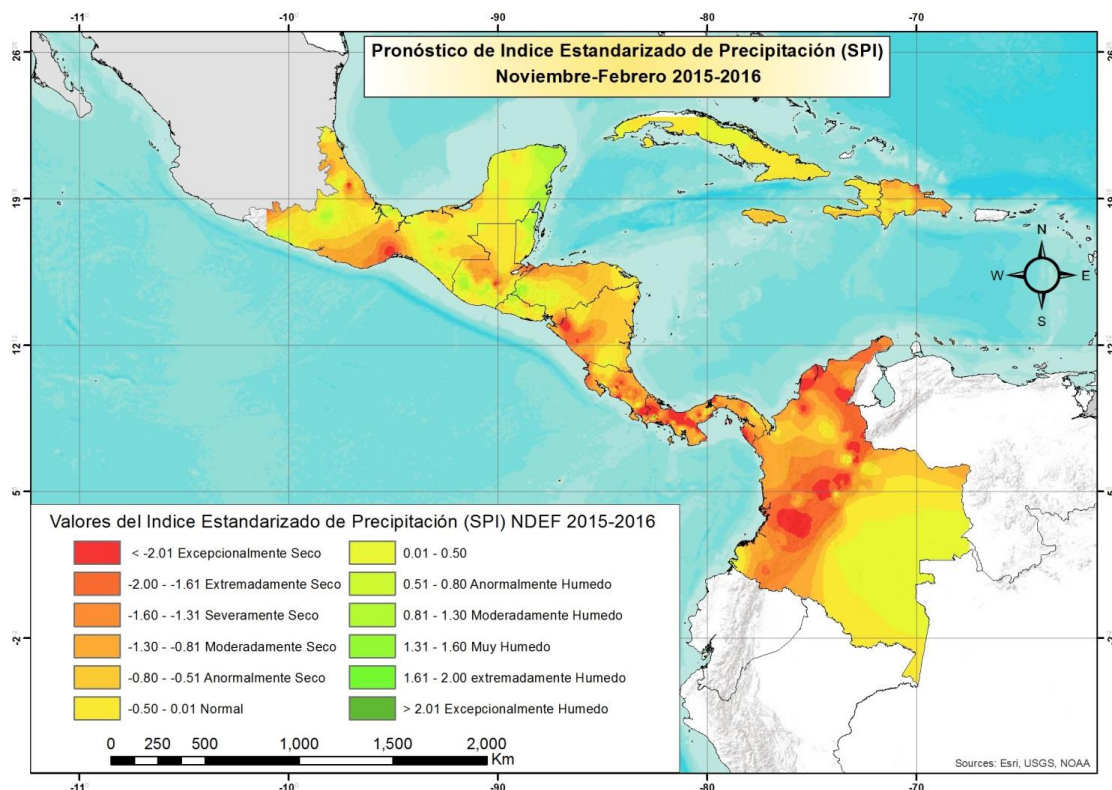 -11° -10° -90 -80 -70
Pronóstico de Indice Estandarizado de Precipitación (SPI)
Noviembre-Febrero 2015-2016
N
W E
S
Valores del Indice Estandarizado de Precipitación (SPI) NDEF 2015-2016
< -2.01 Excepcionalmente Seco
-2.00 - -1.61 Extremadamente Seco
-1.60 - -1.31 Severamente Seco
-1.30 - -0.81 Moderadamente Seco
-0.80 - -0.51 Anormalmente Seco
-0.50 - 0.01 Normal
0.01 - 0.50
0.51 - 0.80 Anormalmente Humedo
0.81 - 1.30 Moderadamente Humedo
1.31 - 1.60 Muy Humedo
1.61 - 2.00 extremadamente Humedo
> 2.01 Excepcionalmente Humedo
0 250 500 1,000 1,500 2,000
Km
Sources: Esri, USGS, NOAA
-11° -10° -90 -80 -70